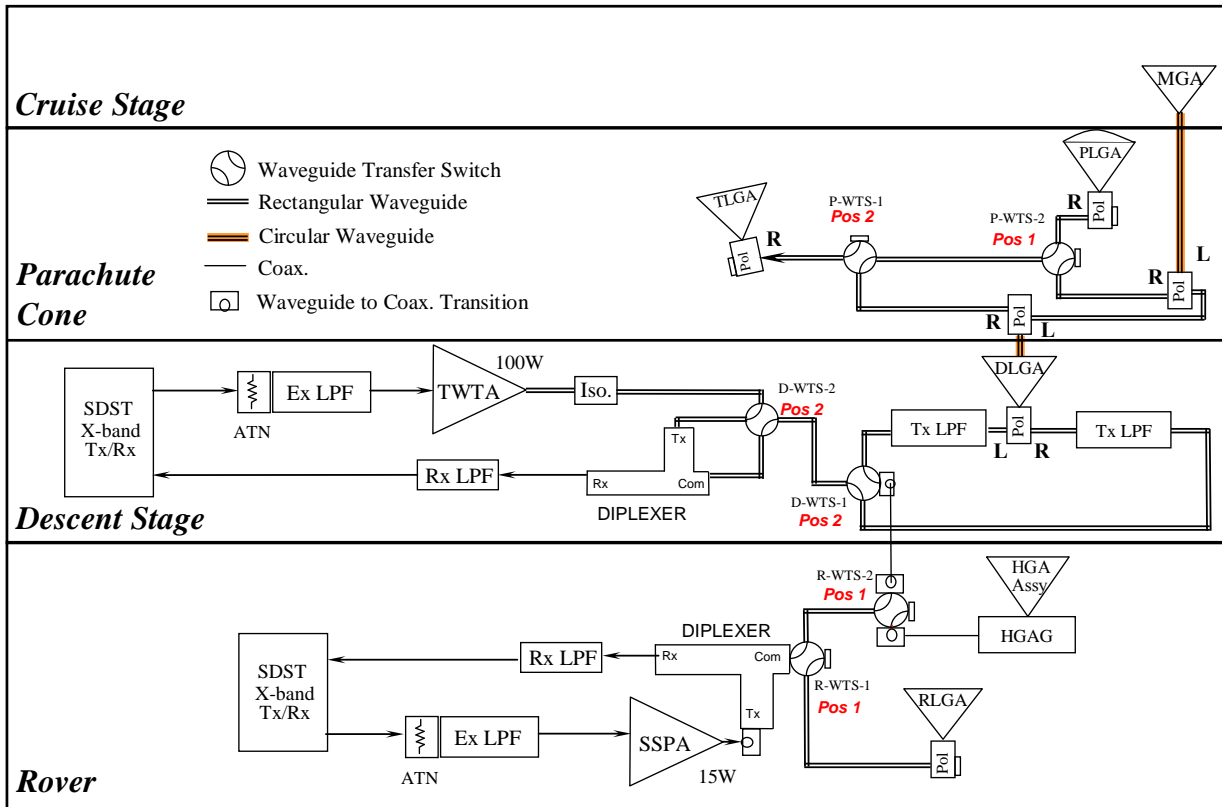 Cruise Stage
MGA
Parachute
Cone
Waveguide Transfer Switch
Rectangular Waveguide
Circular Waveguide
Coax.
Waveguide to Coax. Transition
TLGA
Pol
R
P-WTS-1
Pos 2
P-WTS-2
Pos 1
PLGA
R
Pol
L
R
Pol
R
Pol
L
Descent Stage
SDST
X-band
Tx/Rx
ATN
Ex LPF
TWTA
100W
Iso.
D-WTS-2
Pos 2
Rx LPF
Tx
Rx
Com
DIPLEXER
D-WTS-1
Pos 2
DLGA
Tx LPF
L
Pol
R
Tx LPF
Rover
SDST
X-band
Tx/Rx
Rx LPF
DIPLEXER
Rx
Com
Tx
ATN
Ex LPF
SSPA
15W
R-WTS-2
Pos 1
R-WTS-1
Pos 1
HGA
Assy
HGAG
RLGA
Pol